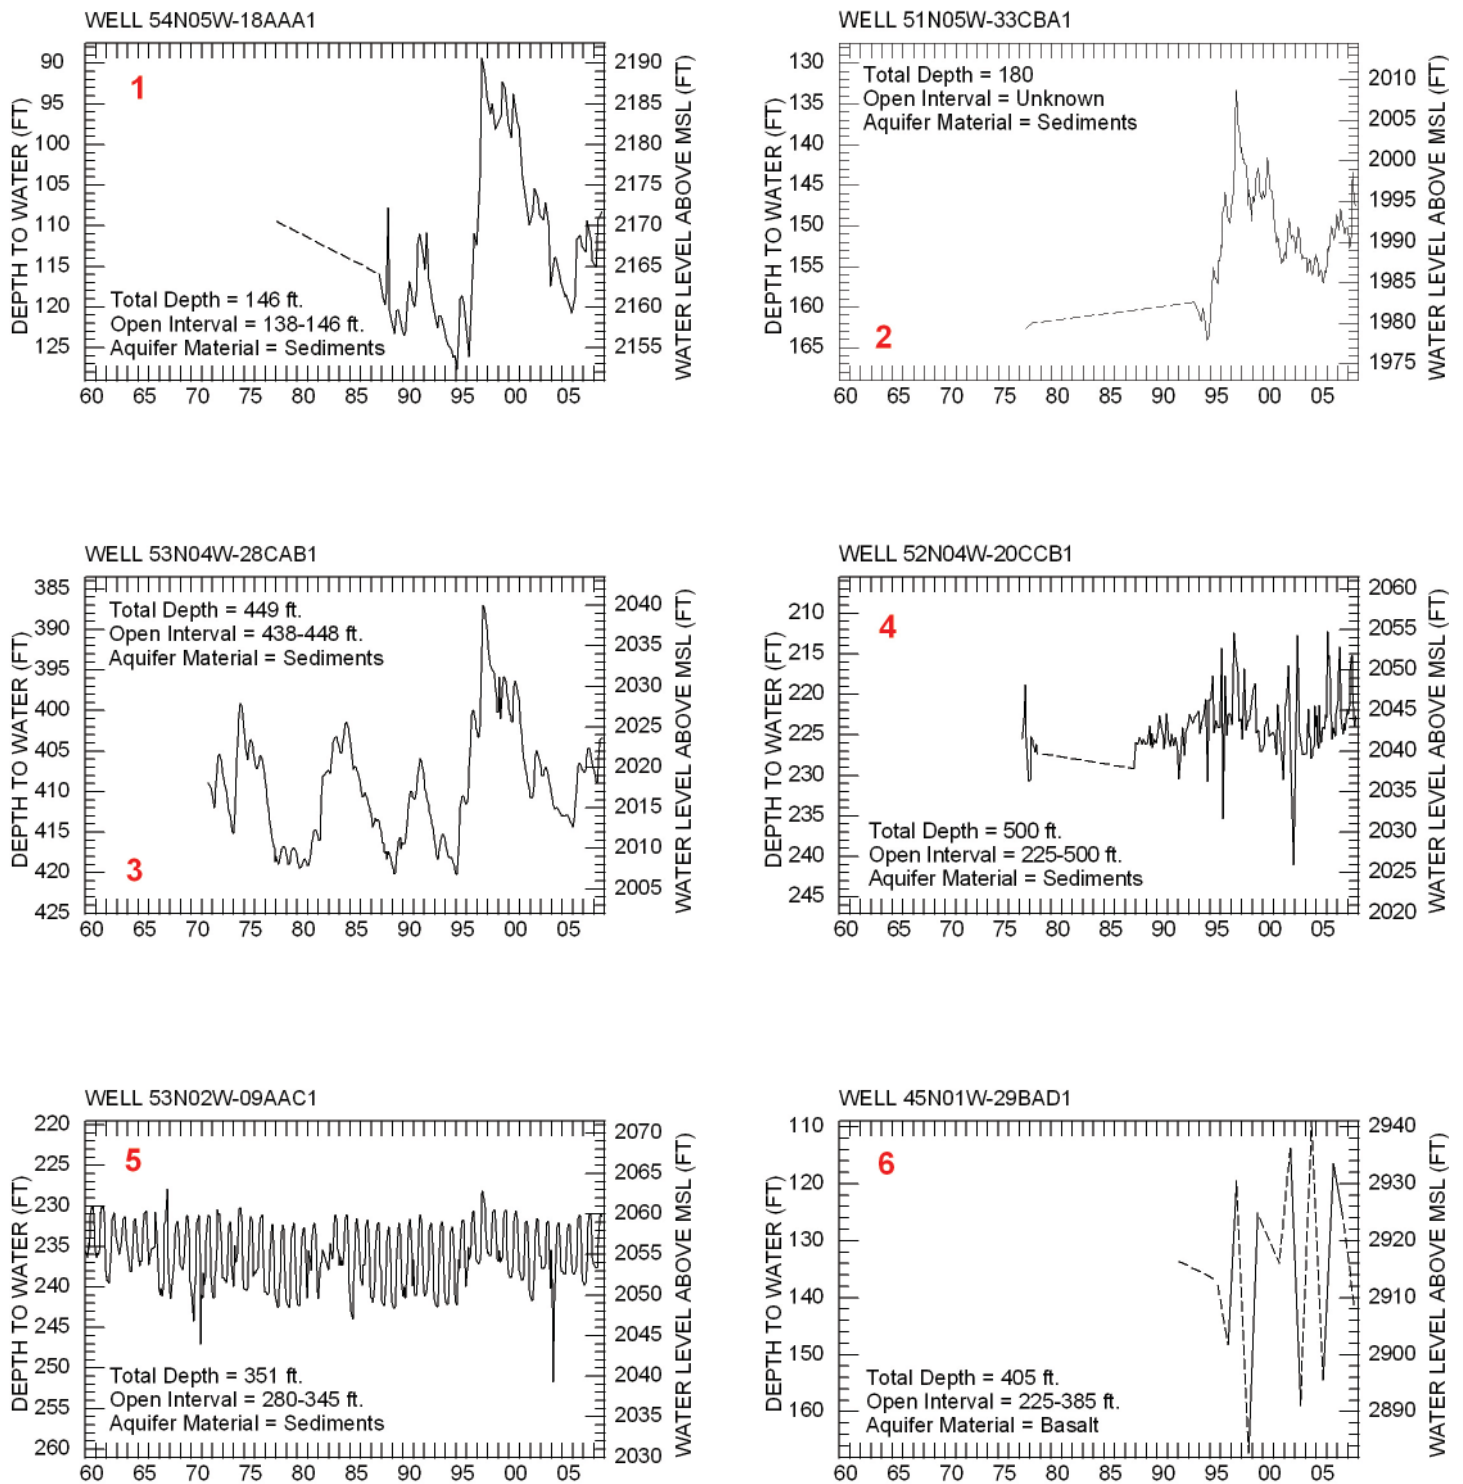 WELL 54N05W-18AAA1
DEPTH TO WATER (FT)
90
95
100
105
110
115
120
125
1
Total Depth = 146 ft.
Open Interval = 138-146 ft.
Aquifer Material = Sediments
2190
2185
2180
2175
2170
2165
2160
2155
WATER LEVEL ABOVE MSL (FT)
60 65 70 75 80 85 90 95 00 05
WELL 51N05W-33CBA1
DEPTH TO WATER (FT)
130
135
140
145
150
155
160
165
Total Depth = 180
Open Interval = Unknown
Aquifer Material = Sediments
2
2010
2005
2000
1995
1990
1985
1980
1975
WATER LEVEL ABOVE MSL (FT)
60 65 70 75 80 85 90 95 00 05
WELL 53N04W-28CAB1
DEPTH TO WATER (FT)
385
390
395
400
405
410
415
420
425
Total Depth = 449 ft.
Open Interval = 438-448 ft.
Aquifer Material = Sediments
3
2040
2035
2030
2025
2020
2015
2010
2005
WATER LEVEL ABOVE MSL (FT)
60 65 70 75 80 85 90 95 00 05
WELL 52N04W-20CCB1
DEPTH TO WATER (FT)
210
215
220
225
230
235
240
245
4
Total Depth = 500 ft.
Open Interval = 225-500 ft.
Aquifer Material = Sediments
2060
2055
2050
2045
2040
2035
2030
2025
2020
WATER LEVEL ABOVE MSL (FT)
60 65 70 75 80 85 90 95 00 05
WELL 53N02W-09AAC1
DEPTH TO WATER (FT)
220
225
230
235
240
245
250
255
260
5
Total Depth = 351 ft.
Open Interval = 280-345 ft.
Aquifer Material = Sediments
2070
2065
2060
2055
2050
2045
2040
2035
2030
WATER LEVEL ABOVE MSL (FT)
60 65 70 75 80 85 90 95 00 05
WELL 45N01W-29BAD1
DEPTH TO WATER (FT)
110
120
130
140
150
160
6
Total Depth = 405 ft.
Open Interval = 225-385 ft.
Aquifer Material = Basalt
2940
2930
2920
2910
2900
2890
WATER LEVEL ABOVE MSL (FT)
60 65 70 75 80 85 90 95 00 05